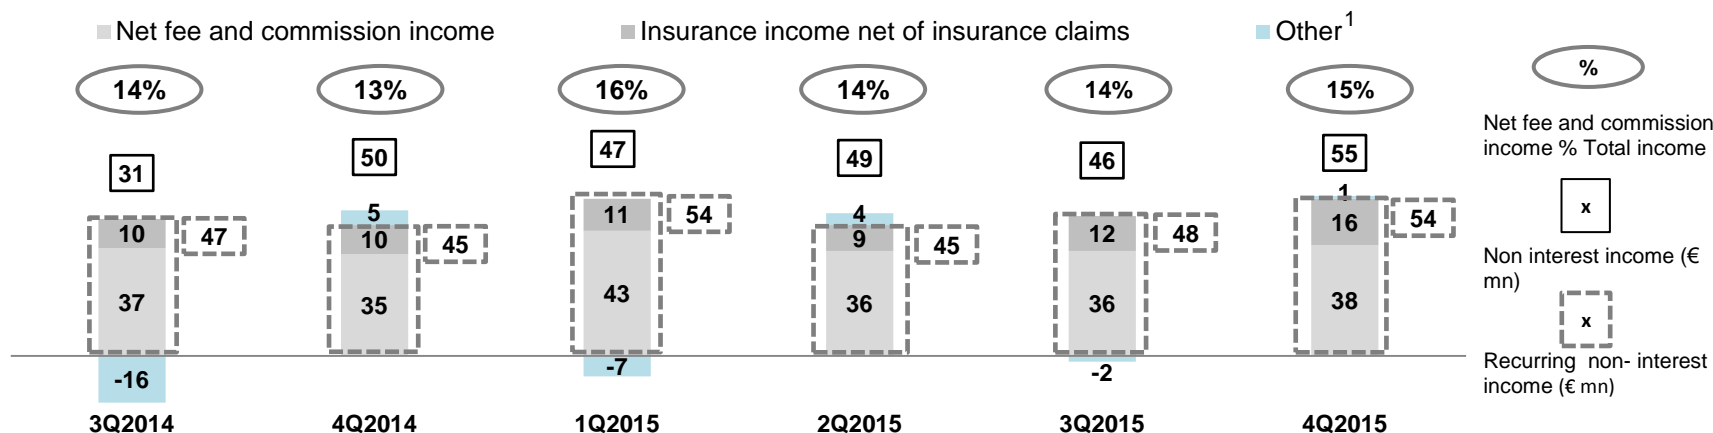 Net fee and commission income Insurance income net of insurance claims Other1
14% 13% 16% 14% 14% 15% %
Net fee and commission
income % Total income
31 50 47 49 46 55
x
Non interest income (€
mn)
x
Recurring non- interest
income (€ mn)
10 47 5 10 45 11 54 4 9 45 12 48 1 16 54
37 35 43 36 36 38
-16 -7 -2
3Q2014 4Q2014 1Q2015 2Q2015 3Q2015 4Q2015